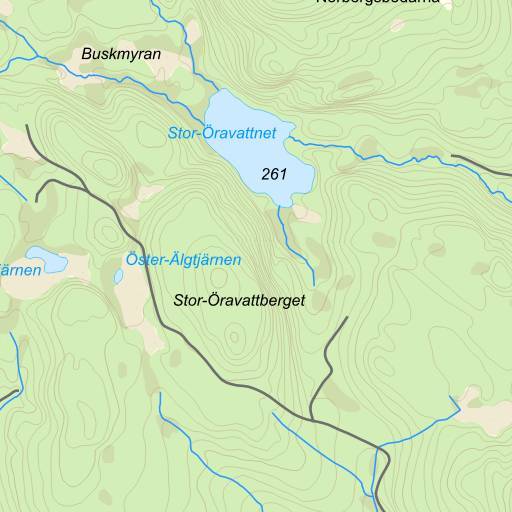 Buskmyran
Stor-Öravattnet
261
Öster-Älgtjärnen
Stor-Öravattberget